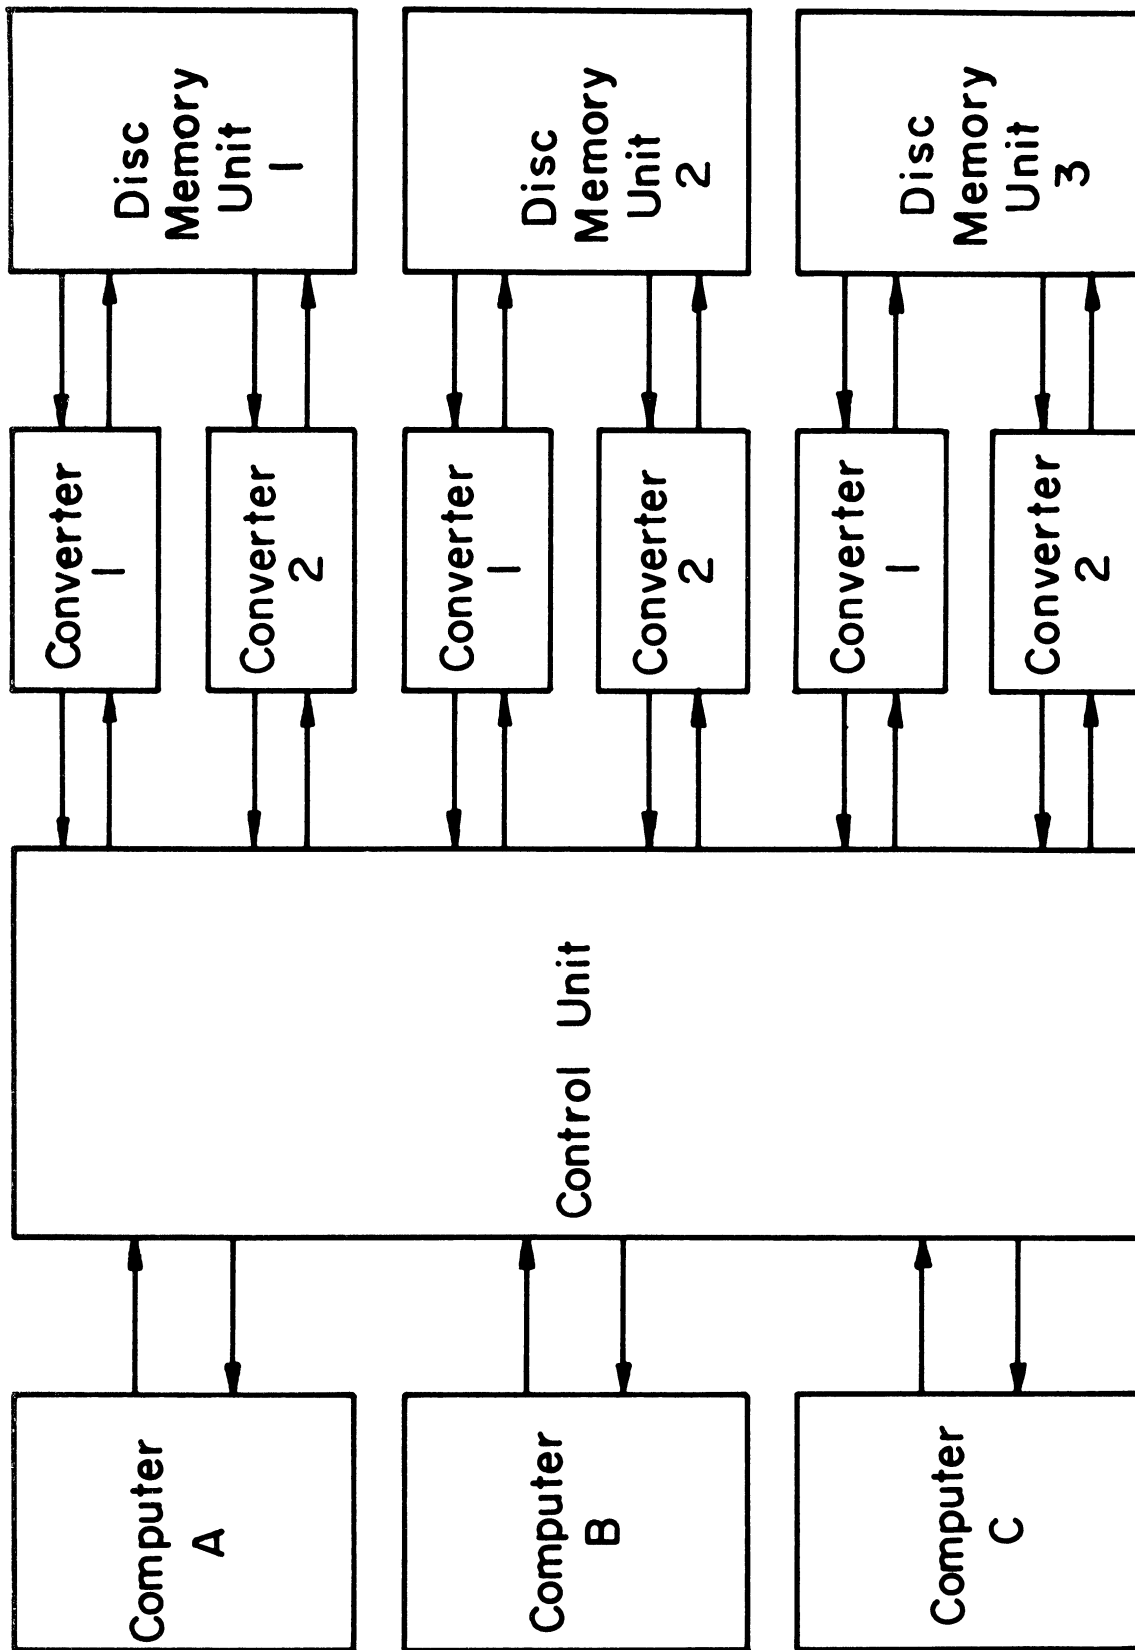 Computer
A
Computer
B
Computer
C
Control Unit
Converter
1
Converter
2
Converter
1
Converter
2
Converter
1
Converter
2
Disc
Memory
Unit
1
Disc
Memory
Unit
2
Disc
Memory
Unit
3